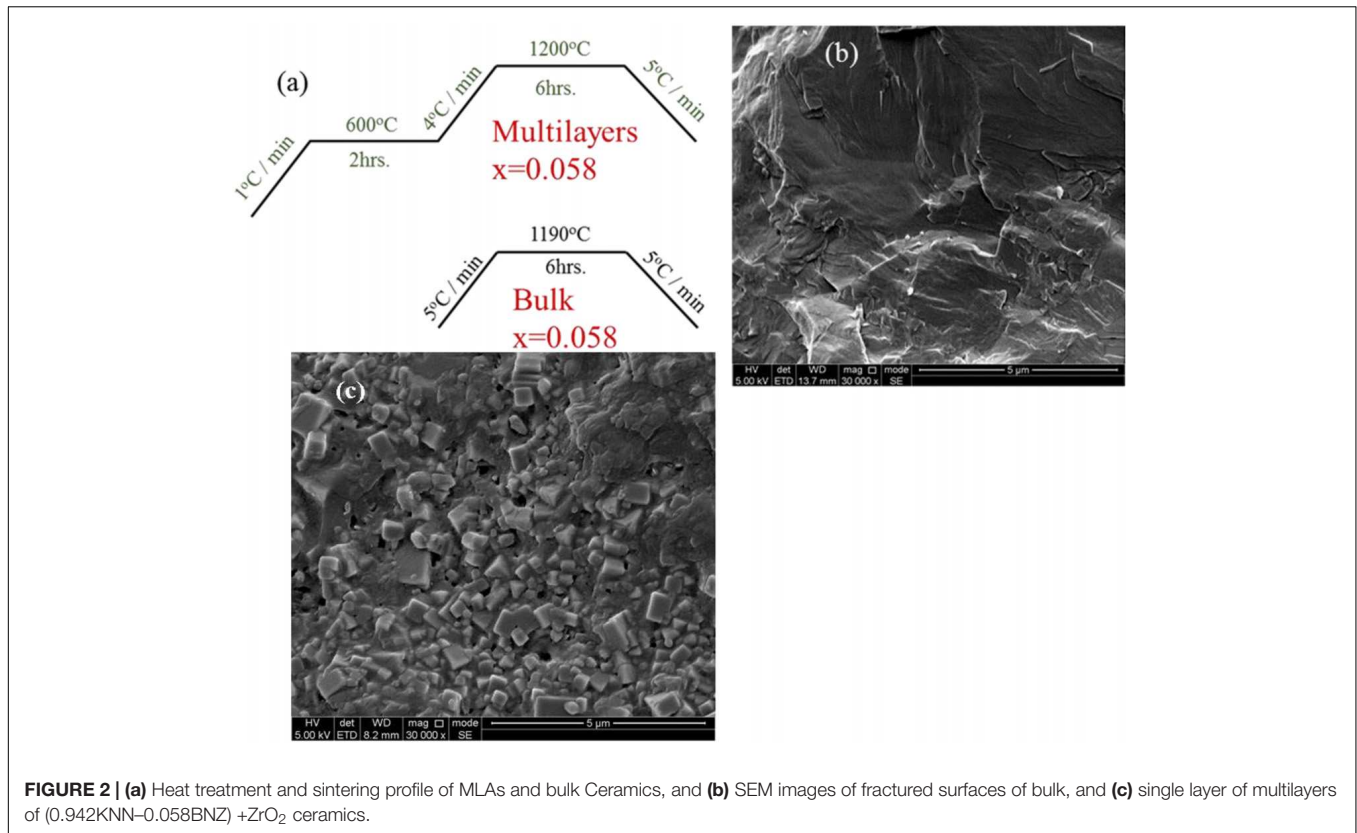 (a)
1°C / min
600°C
2hrs.
4°C / min
1200°C
6hrs.
5°C / min
Multilayers
x=0.058
5°C / min
1190°C
6hrs.
5°C / min
Bulk
x=0.058
(b)
HV det WD mag □ mode 5 µm
5.00 kV ETD 13.7 mm 30 000 x SE
(c)
HV det WD mag □ mode 5 µm
5.00 kV ETD 8.2 mm 30 000 x SE
FIGURE 2 | (a) Heat treatment and sintering profile of MLAs and bulk Ceramics, and (b) SEM images of fractured surfaces of bulk, and (c) single layer of multilayers
of (0.942KNN–0.058BNZ) +ZrO₂ ceramics.